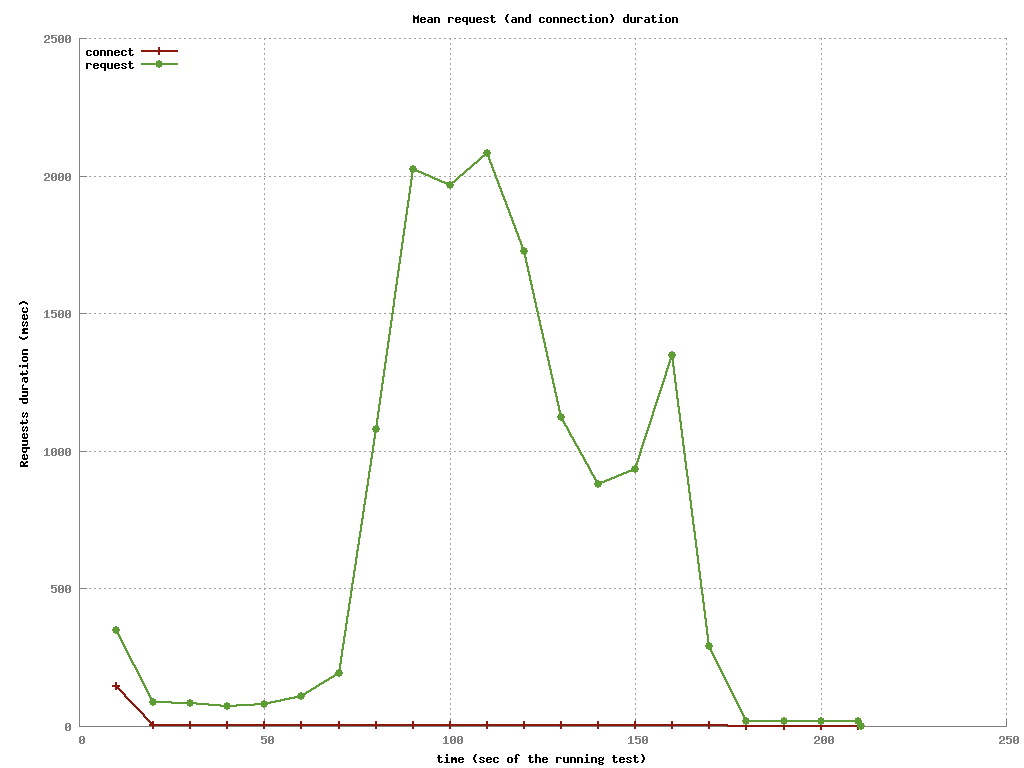 Mean request (and connection) duration
2500
connect
request
2000
1500
1000
500
0
Requests duration (msec)
0 50 100 150 200 250
time (sec of the running test)